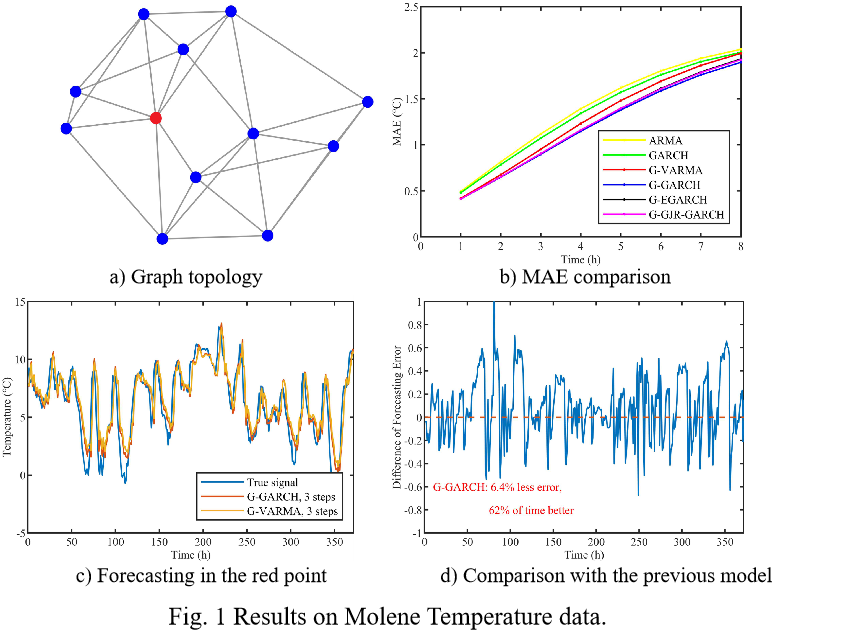 2.5
2
1.5
1
0.5
0
MAE (°C)
ARMA
GARCH
G-VARMA
G-GARCH
G-EGARCH
G-GJR-GARCH
0 1 2 3 4 5 6 7 8
Time (h)
a) Graph topology
b) MAE comparison
15
10
5
0
-5
Temperature (°C)
True signal
G-GARCH, 3 steps
G-VARMA, 3 steps
0 50 100 150 200 250 300 350
Time (h)
1
0.8
0.6
0.4
0.2
0
-0.2
-0.4
-0.6
-0.8
-1
Difference of Forecasting Error
G-GARCH: 6.4% less error,
62% of time better
0 50 100 150 200 250 300 350
Time (h)
c) Forecasting in the red point
d) Comparison with the previous model
Fig. 1 Results on Molene Temperature data.